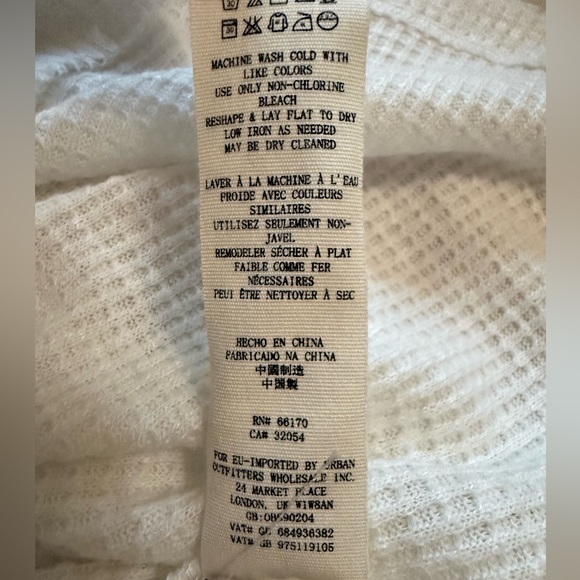 30
30
MACHINE WASH COLD WITH
LIKE COLORS
USE ONLY NON-CHLORINE
BLEACH
RESHAPE & LAY FLAT TO DRY
LOW IRON AS NEEDED
MAY BE DRY CLEANED
LAVER À LA MACHINE À L'EAU
FROIDE AVEC COULEURS
SIMILAIRES
UTILISEZ SEULEMENT NON-
JAVEL
REMODELER SÉCHER À PLAT
FAIBLE COMME FER
NÉCESSAIRES
PEUT ÊTRE NETTOYER À SEC
HECHO EN CHINA
FABRICADO NA CHINA
中國制造
中国製
RN# 66170
CA# 32054
FOR EU-IMPORTED BY URBAN
OUTFITTERS WHOLESALE INC.
24 MARKET PLACE
LONDON, UK W1W8AN
VAT# 684936382
VAT# GB 975119105